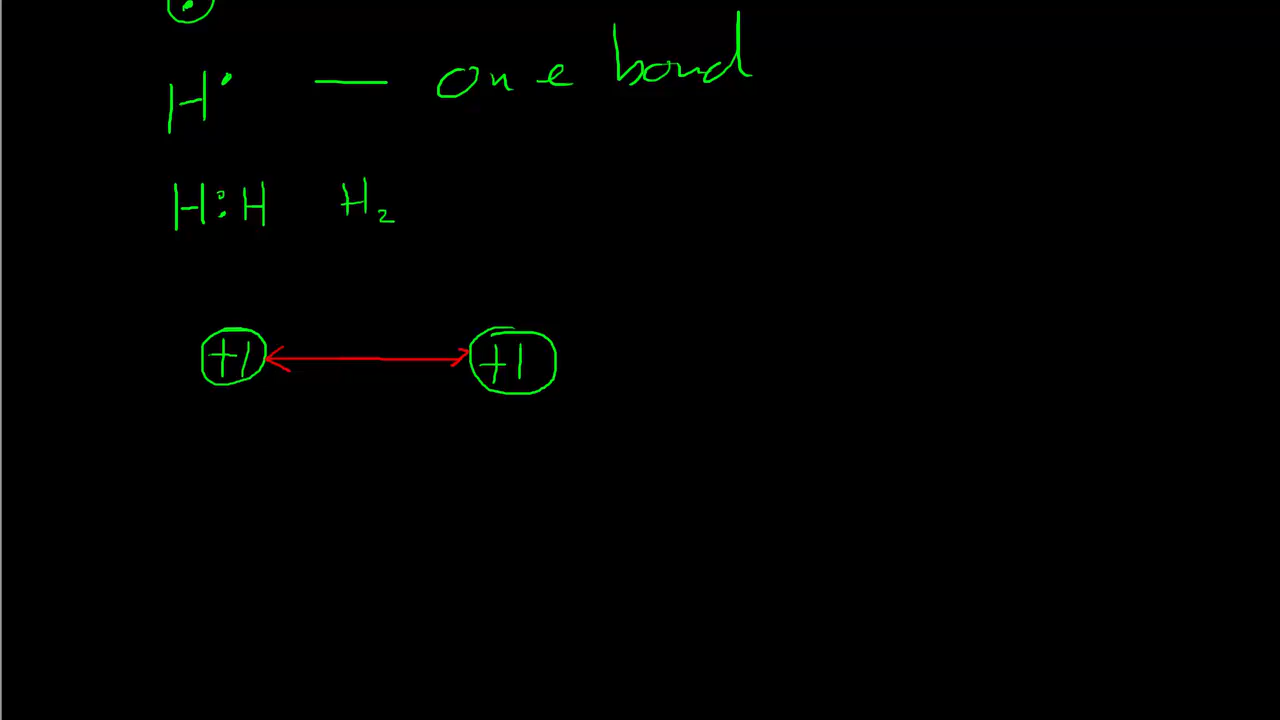 H· — one bond
H:H H₂
+1 +1